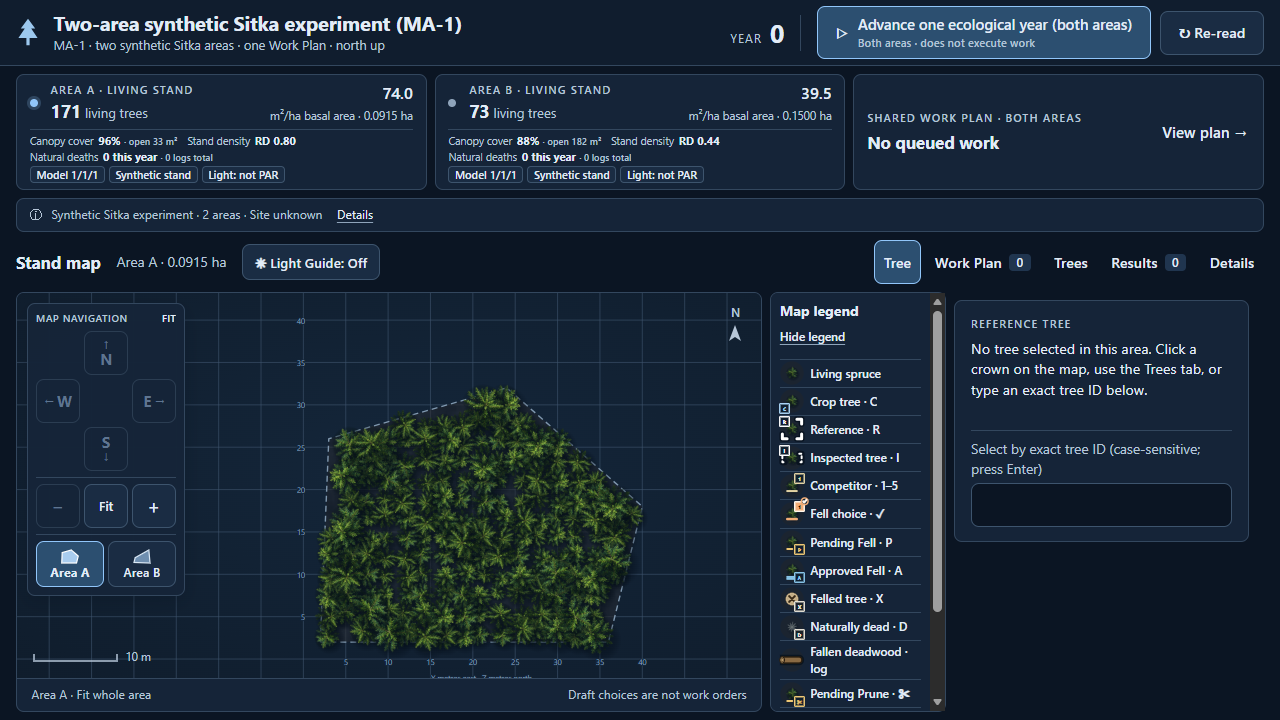 Two-area synthetic Sitka experiment (MA-1)
MA-1 · two synthetic Sitka areas · one Work Plan · north up
YEAR 0
Advance one ecological year (both areas)
Both areas · does not execute work
↻ Re-read
AREA A · LIVING STAND
74.0
171 living trees
m²/ha basal area · 0.0915 ha
Canopy cover 96% · open 33 m² Stand density RD 0.80
Natural deaths 0 this year · 0 logs total
Model 1/1/1 Synthetic stand Light: not PAR
AREA B · LIVING STAND
39.5
73 living trees
m²/ha basal area · 0.1500 ha
Canopy cover 88% · open 182 m² Stand density RD 0.44
Natural deaths 0 this year · 0 logs total
Model 1/1/1 Synthetic stand Light: not PAR
SHARED WORK PLAN · BOTH AREAS
No queued work
View plan →
ⓘ Synthetic Sitka experiment · 2 areas · Site unknown Details
Stand map Area A · 0.0915 ha
Light Guide: Off
Tree
Work Plan 0
Trees
Results 0
Details
MAP NAVIGATION FIT
↑
N
←W
E→
S
↓
−
Fit
+
Area A
Area B
10 m
N
40
35
30
25
20
15
10
5
5 10 15 20 25 30 35 40
Area A · Fit whole area
Draft choices are not work orders
Map legend
Hide legend
Living spruce
Crop tree · C
Reference · R
Inspected tree · I
Competitor · 1–5
Fell choice · ✓
Pending Fell · P
Approved Fell · A
Felled tree · X
Naturally dead · D
Fallen deadwood ·
log
Pending Prune · ✂
REFERENCE TREE
No tree selected in this area. Click a
crown on the map, use the Trees tab, or
type an exact tree ID below.
Select by exact tree ID (case-sensitive;
press Enter)